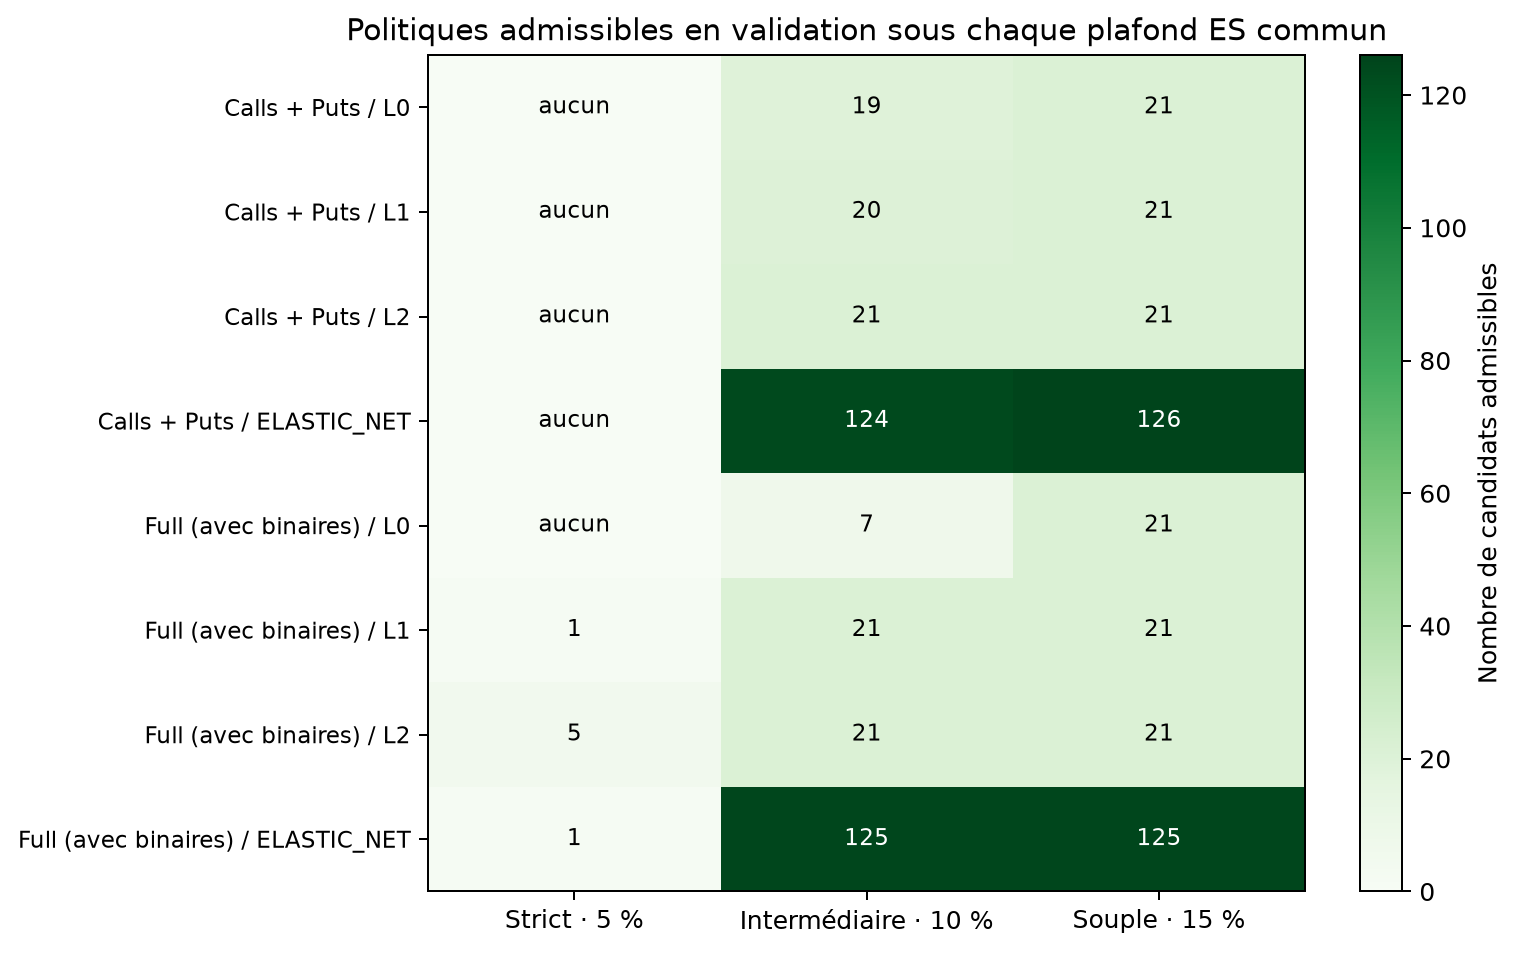 Politiques admissibles en validation sous chaque plafond ES commun
Calls + Puts / L0 aucun 19 21
Calls + Puts / L1 aucun 20 21
Calls + Puts / L2 aucun 21 21
Calls + Puts / ELASTIC_NET aucun 124 126
Full (avec binaires) / L0 aucun 7 21
Full (avec binaires) / L1 1 21 21
Full (avec binaires) / L2 5 21 21
Full (avec binaires) / ELASTIC_NET 1 125 125
Strict · 5 % Intermédiaire · 10 % Souple · 15 %
120
100
80
60
40
20
0
Nombre de candidats admissibles